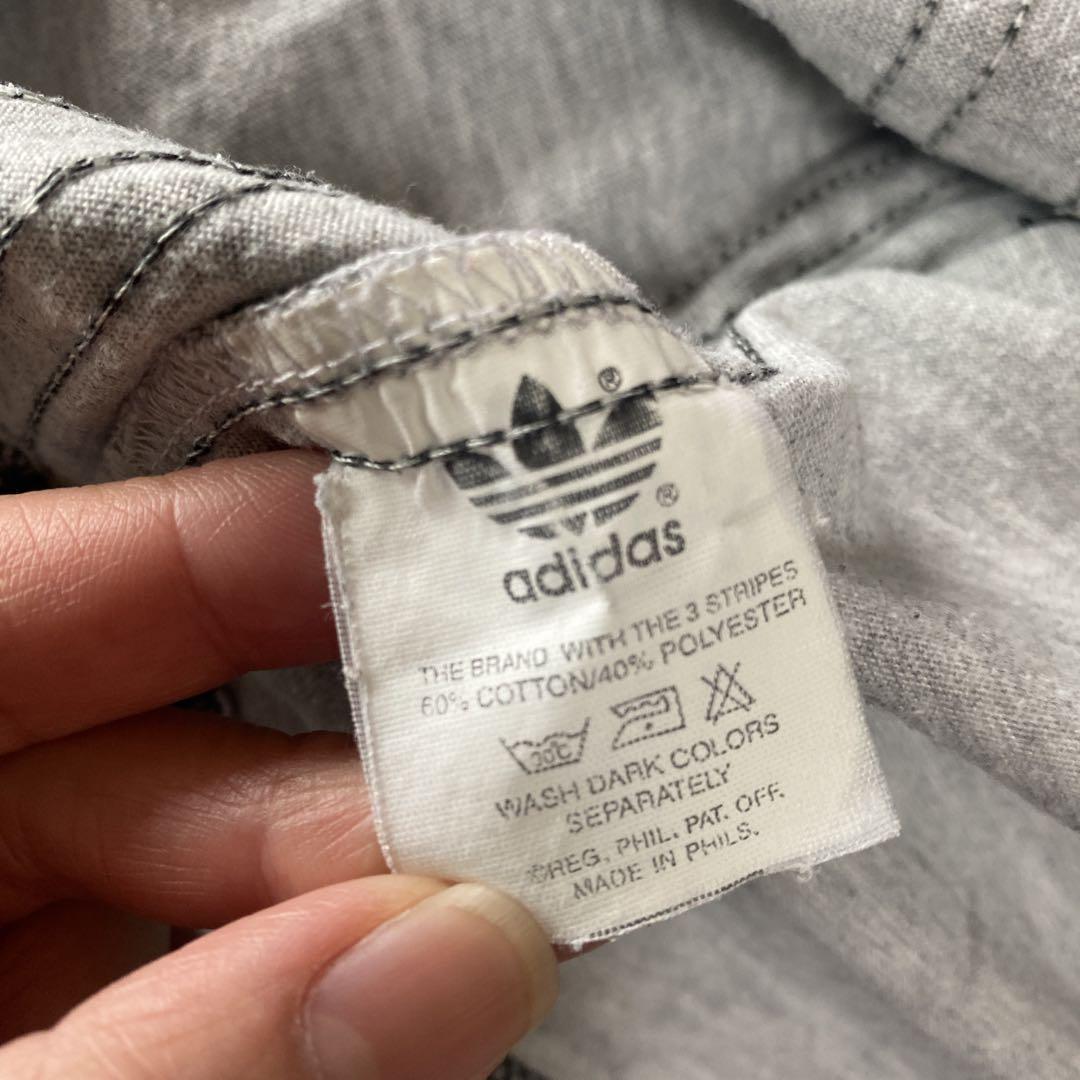 ®
®
adidas
THE BRAND WITH THE 3 STRIPES
60% COTTON/40% POLYESTER
30°C
WASH DARK COLORS
SEPARATELY
©REG. PHIL. PAT. OFF.
MADE IN PHILS.